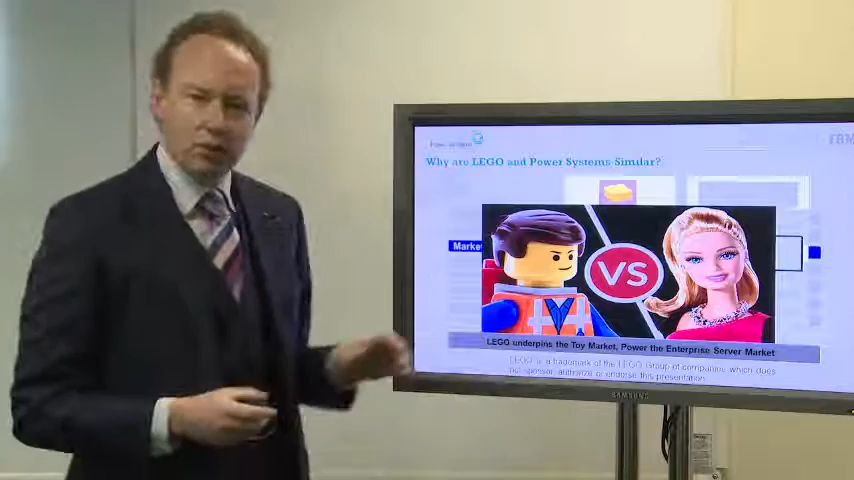 Power Systems
IBM
Why are LEGO and Power Systems Similar?
Market
VS
LEGO underpins the Toy Market, Power the Enterprise Server Market
LEGO is a trademark of the LEGO Group of companies which does
not sponsor, authorize or endorse this presentation.
SAMSUNG